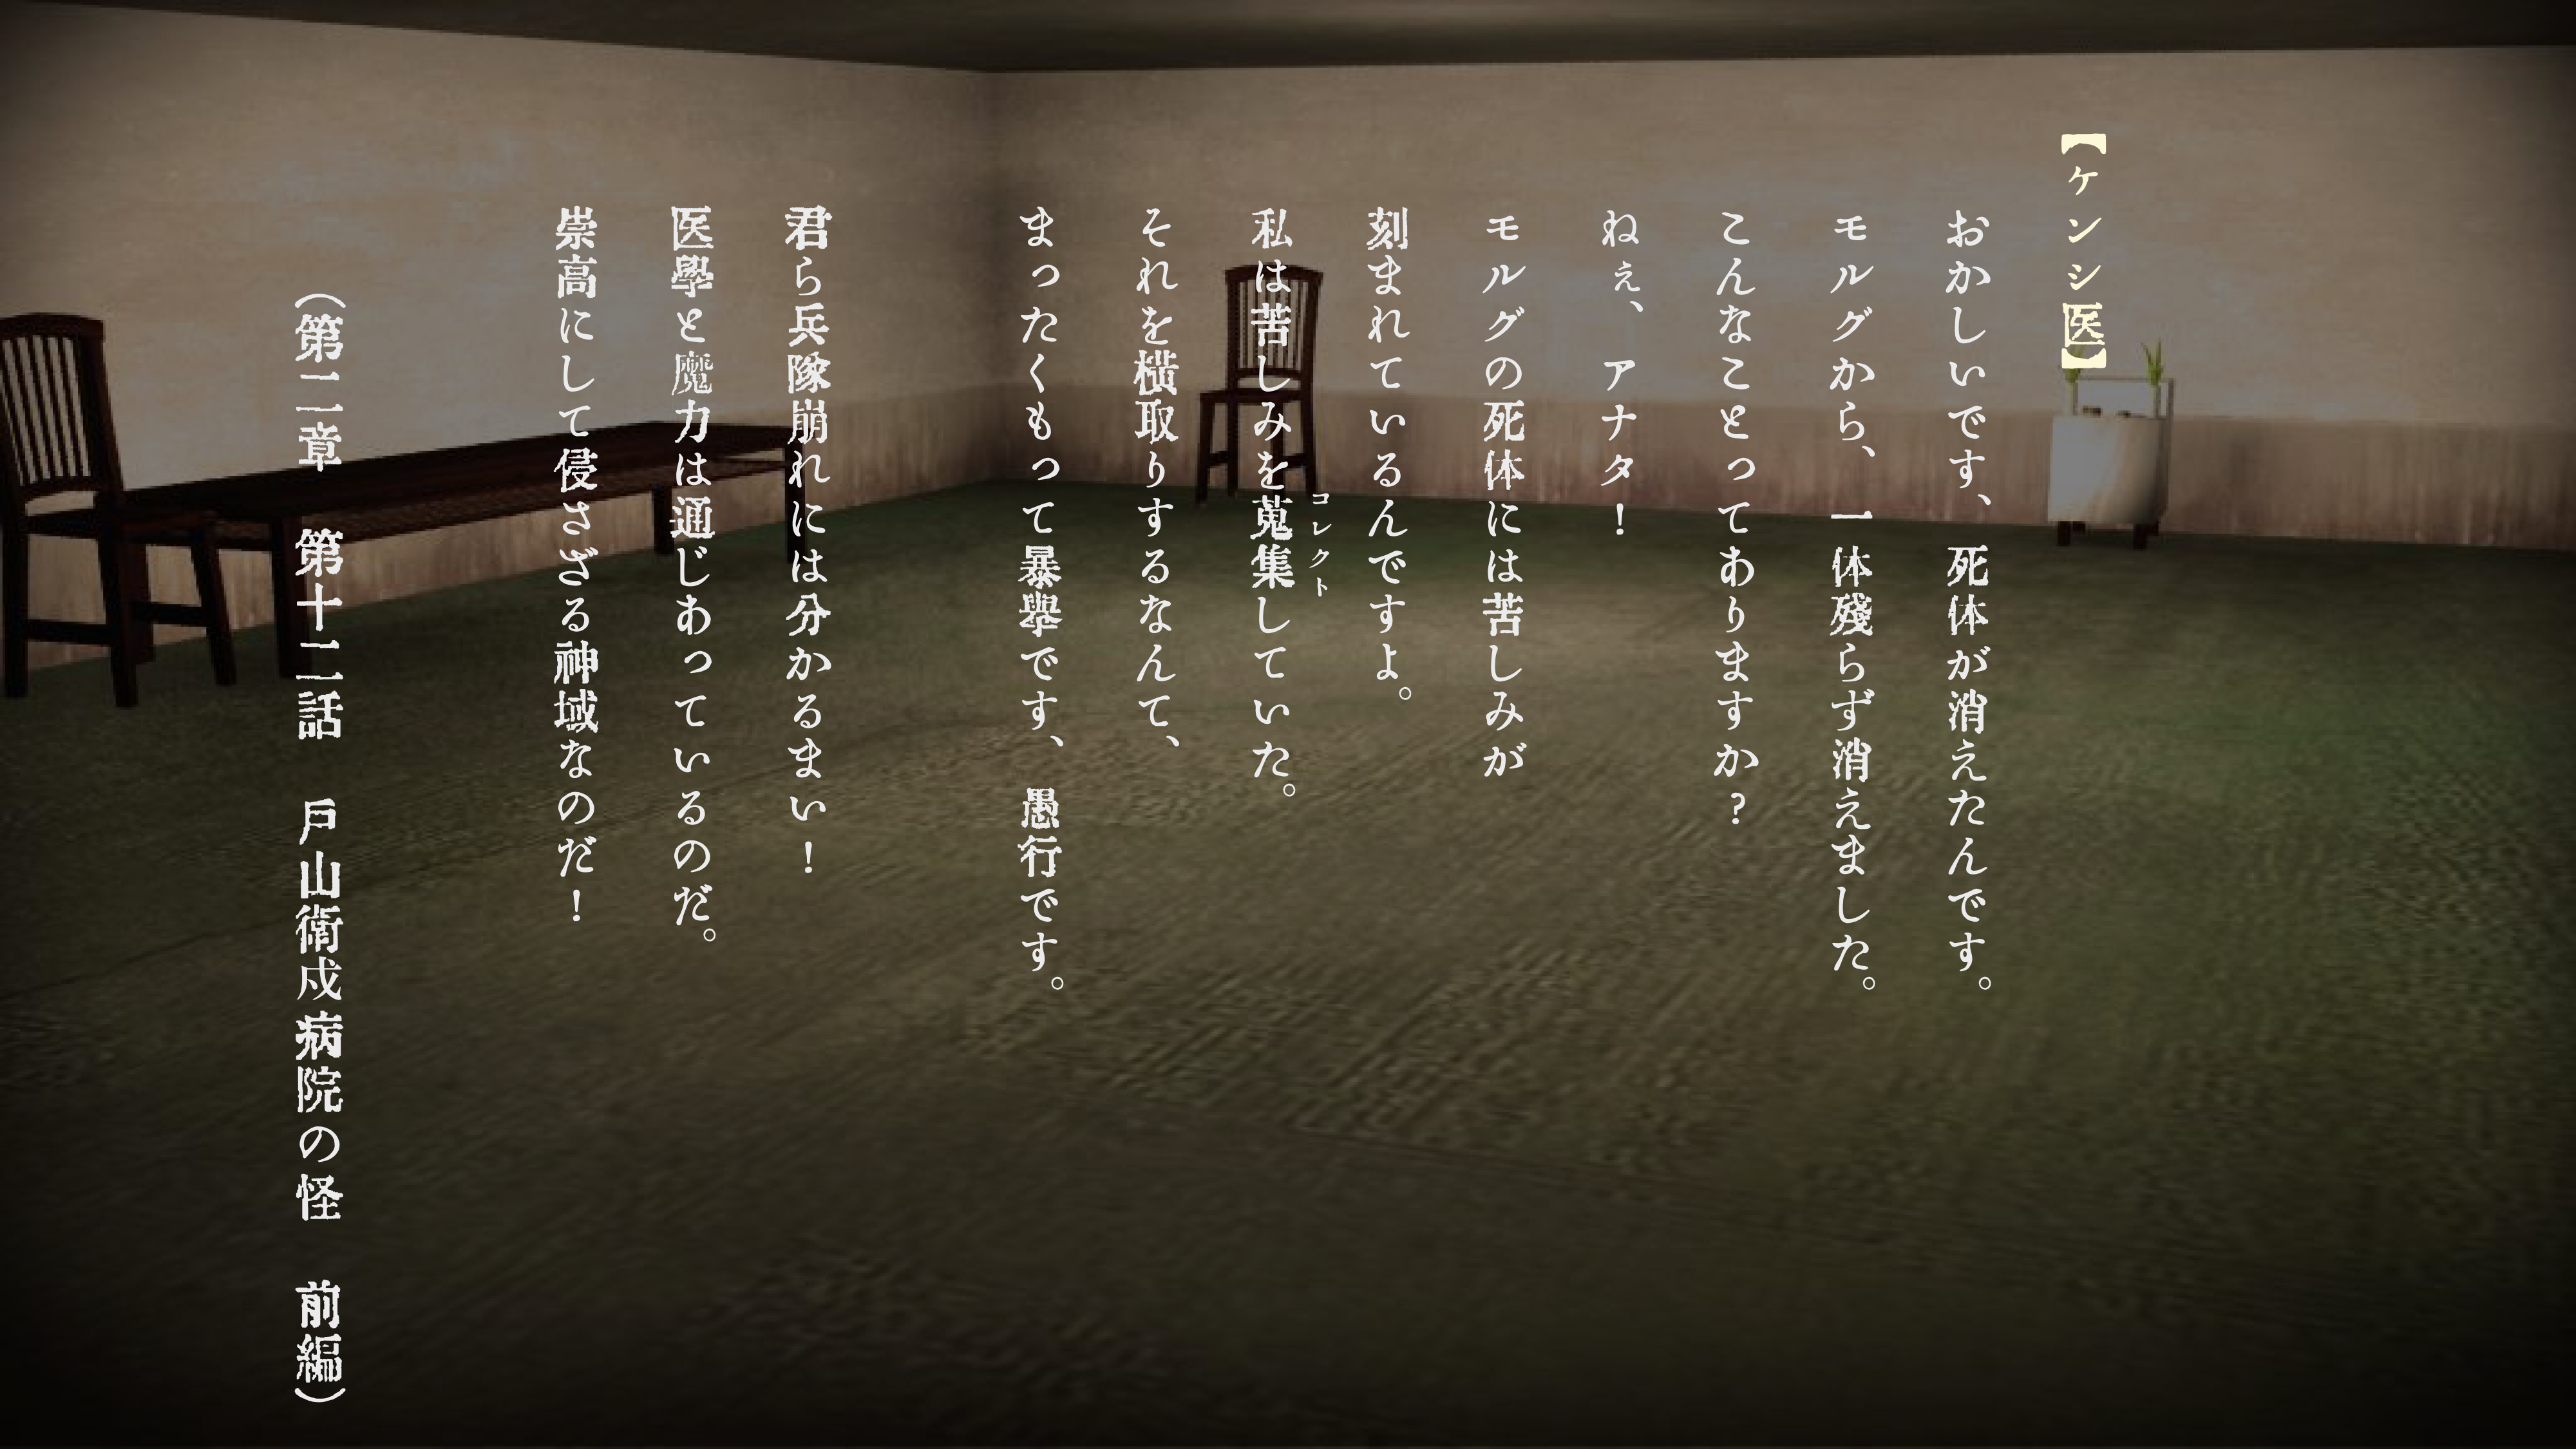 【ケンシ医】
おかしいです、死体が消えたんです。
モルグから、一体殘らず消えました。
こんなことってありますか?
ねぇ、アナタ!
モルグの死体には苦しみが
刻まれているんですよ。
私は苦しみを蒐集していた。
コレクト
それを横取りするなんて、
まったくもって暴擧です、愚行です。
君ら兵隊崩れには分かるまい!
医學と魔力は通じあっているのだ。
崇高にして侵さざる神域なのだ!
(第二章　第十二話　戸山衛戍病院の怪　前編)